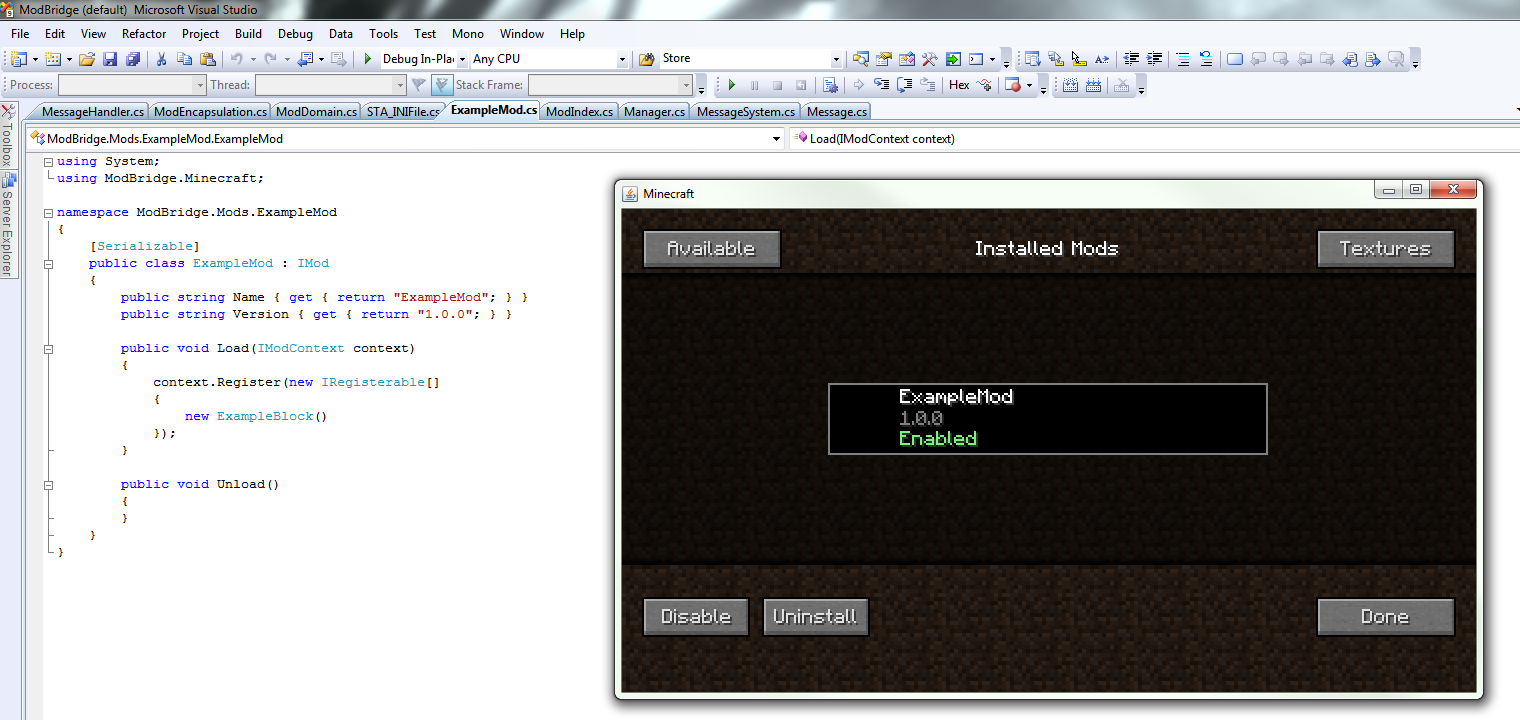 ModBridge (default)  Microsoft Visual Studio
File Edit View Refactor Project Build Debug Data Tools Test Mono Window Help
Debug In-Pla Any CPU Store
Process: Thread: Stack Frame: Hex
MessageHandler.cs ModEncapsulation.cs ModDomain.cs STA_INIFile.cs ExampleMod.cs ModIndex.cs Manager.cs MessageSystem.cs Message.cs
Toolbox
Server Explorer
ModBridge.Mods.ExampleMod.ExampleMod Load(IModContext context)
using System;
using ModBridge.Minecraft;
namespace ModBridge.Mods.ExampleMod
{
[Serializable]
public class ExampleMod : IMod
{
public string Name { get { return "ExampleMod"; } }
public string Version { get { return "1.0.0"; } }
public void Load(IModContext context)
{
context.Register(new IRegisterable[]
{
new ExampleBlock()
});
}
public void Unload()
{
}
}
}
Minecraft
Available Installed Mods Textures
ExampleMod
1.0.0
Enabled
Disable Uninstall Done